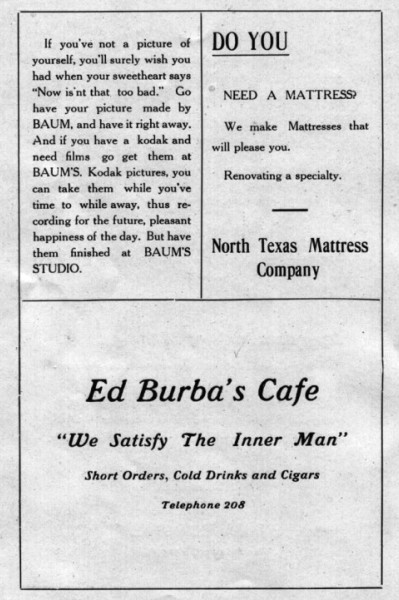 If you've not a picture of
yourself, you'll surely wish you
had when your sweetheart says
"Now is'nt that too bad." Go
have your picture made by
BAUM, and have it right away.
And if you have a kodak and
need films go get them at
BAUM'S. Kodak pictures, you
can take them while you've
time to while away, thus re-
cording for the future, pleasant
happiness of the day. But have
them finished at BAUM'S
STUDIO.
DO YOU
NEED A MATTRESS?
We make Mattresses that
will please you.
Renovating a specialty.
North Texas Mattress
Company
Ed Burba's Cafe
"We Satisfy The Inner Man"
Short Orders, Cold Drinks and Cigars
Telephone 208